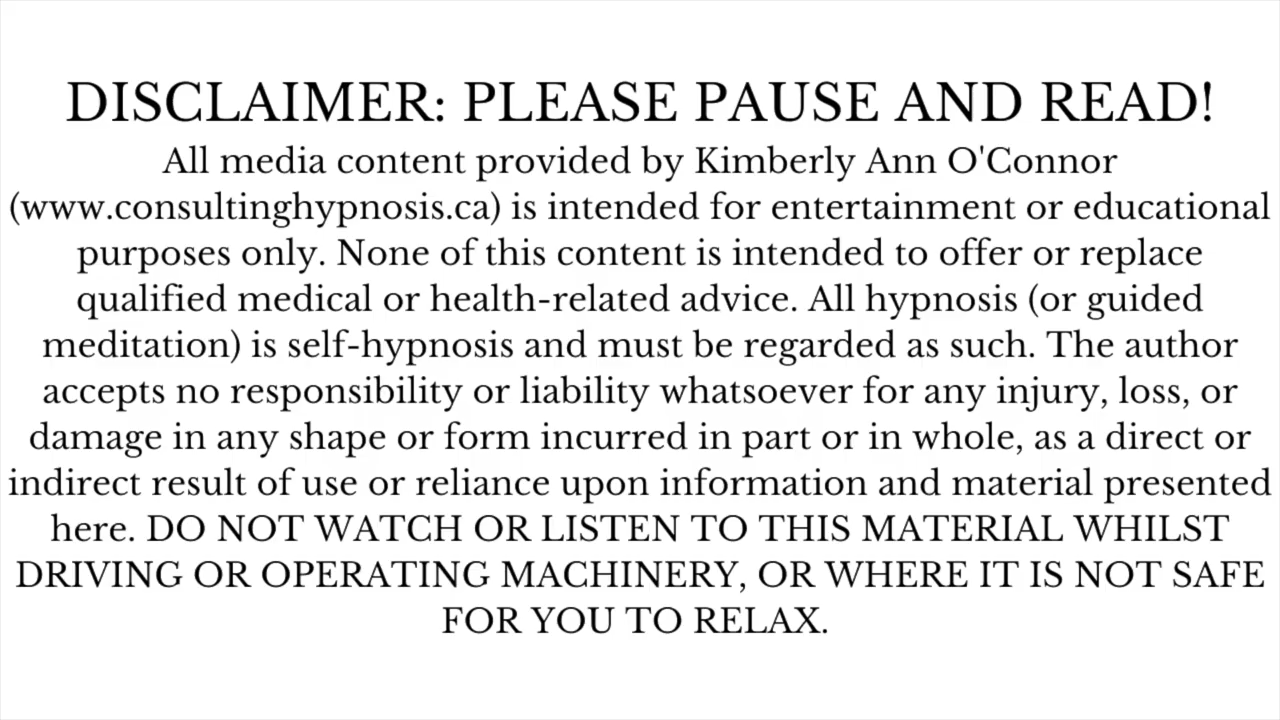 DISCLAIMER: PLEASE PAUSE AND READ!
All media content provided by Kimberly Ann O'Connor
(www.consultinghypnosis.ca) is intended for entertainment or educational
purposes only. None of this content is intended to offer or replace
qualified medical or health-related advice. All hypnosis (or guided
meditation) is self-hypnosis and must be regarded as such. The author
accepts no responsibility or liability whatsoever for any injury, loss, or
damage in any shape or form incurred in part or in whole, as a direct or
indirect result of use or reliance upon information and material presented
here. DO NOT WATCH OR LISTEN TO THIS MATERIAL WHILST
DRIVING OR OPERATING MACHINERY, OR WHERE IT IS NOT SAFE
FOR YOU TO RELAX.